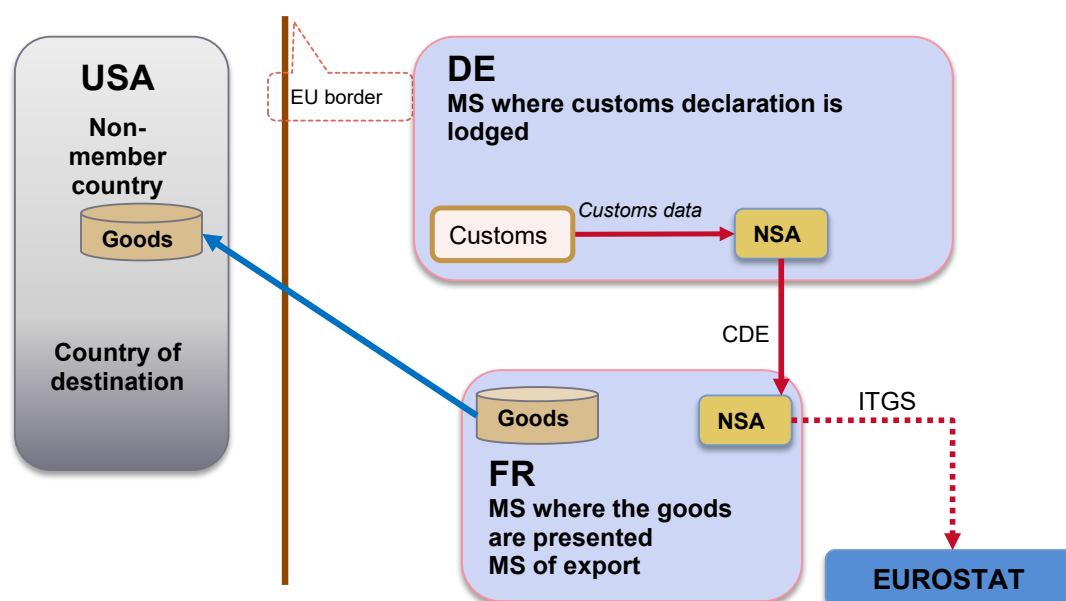 USA
Non-
member
country
Goods
Country of
destination
EU border
DE
MS where customs declaration is
lodged
Customs
Customs data
NSA
CDE
Goods
NSA
ITGS
FR
MS where the goods
are presented
MS of export
EUROSTAT